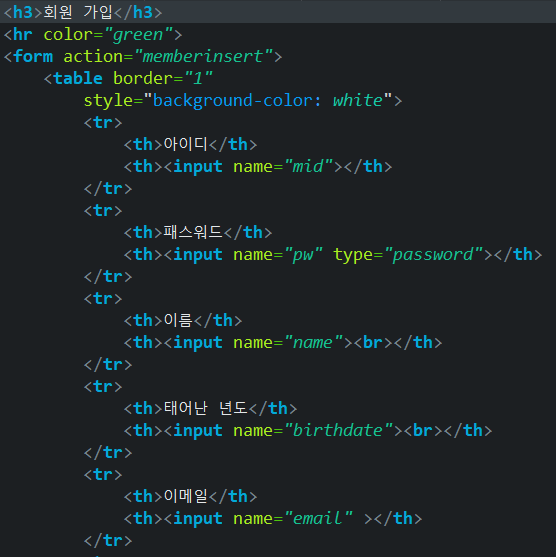 <h3>회원 가입</h3>
<hr color="green">
<form action="memberinsert">
    <table border="1"
        style="background-color: white">
        <tr>
            <th>아이디</th>
            <th><input name="mid"></th>
        </tr>
        <tr>
            <th>패스워드</th>
            <th><input name="pw" type="password"></th>
        </tr>
        <tr>
            <th>이름</th>
            <th><input name="name"><br></th>
        </tr>
        <tr>
            <th>태어난 년도</th>
            <th><input name="birthdate"><br></th>
        </tr>
        <tr>
            <th>이메일</th>
            <th><input name="email" ></th>
        </tr>